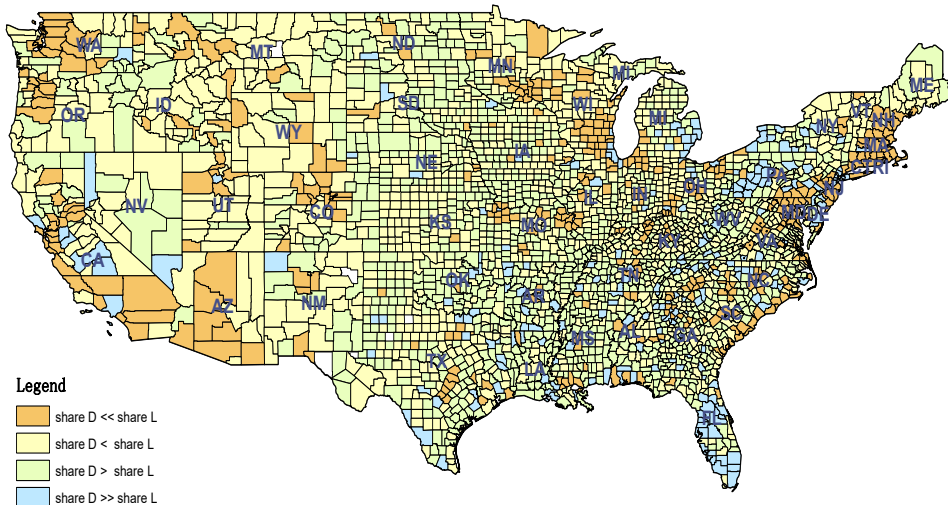 WA
MT
ND
MN
MI
ME
OR
ID
SD
WI
MI
NY
VT
NH
WY
MA
NE
IA
PA
CT RI
NV
UT
CO
IL
IN
OH
NJ
KS
MO
WV
MD DE
KY
VA
CA
AZ
NM
OK
AR
TN
NC
SC
MS
AL
GA
TX
LA
FL
Legend
share D << share L
share D < share L
share D > share L
share D >> share L